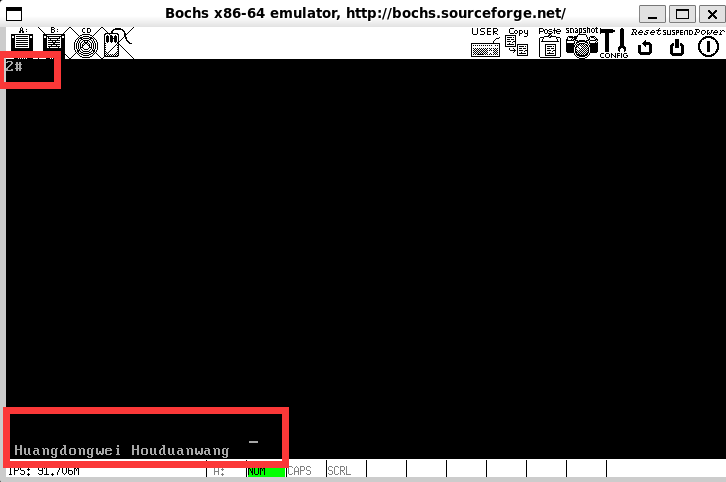 Bochs x86-64 emulator, http://bochs.sourceforge.net/
A: B: CD USER Copy Paste snapshot CONFIG Reset SUSPEND Power
Z#
Huangdongwei Houduanwang
IPS: 91.706M A: NUM CAPS SCRL